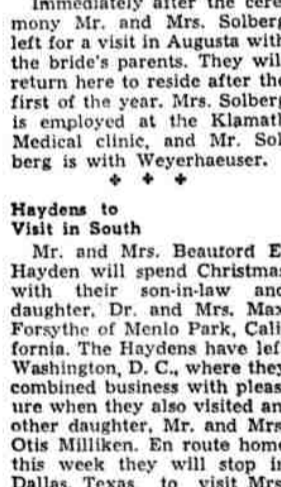 Immediately after the cere
mony Mr. and Mrs. Solberg
left for a visit in Augusta with
the bride's parents. They will
return here to reside after the
first of the year. Mrs. Solberg
is employed at the Klamath
Medical clinic, and Mr. Sol
berg is with Weyerhaeuser.
Haydens to
Visit in South
Mr. and Mrs. Beauford E
Hayden will spend Christmas
with their son-in-law and
daughter, Dr. and Mrs. Max
Forsythe of Menlo Park, Cali
fornia. The Haydens have left
Washington, D. C., where they
combined business with pleas
ure when they also visited an
other daughter, Mr. and Mrs
Otis Milliken. En route home
this week they will stop in
Dallas, Texas, to visit Mrs